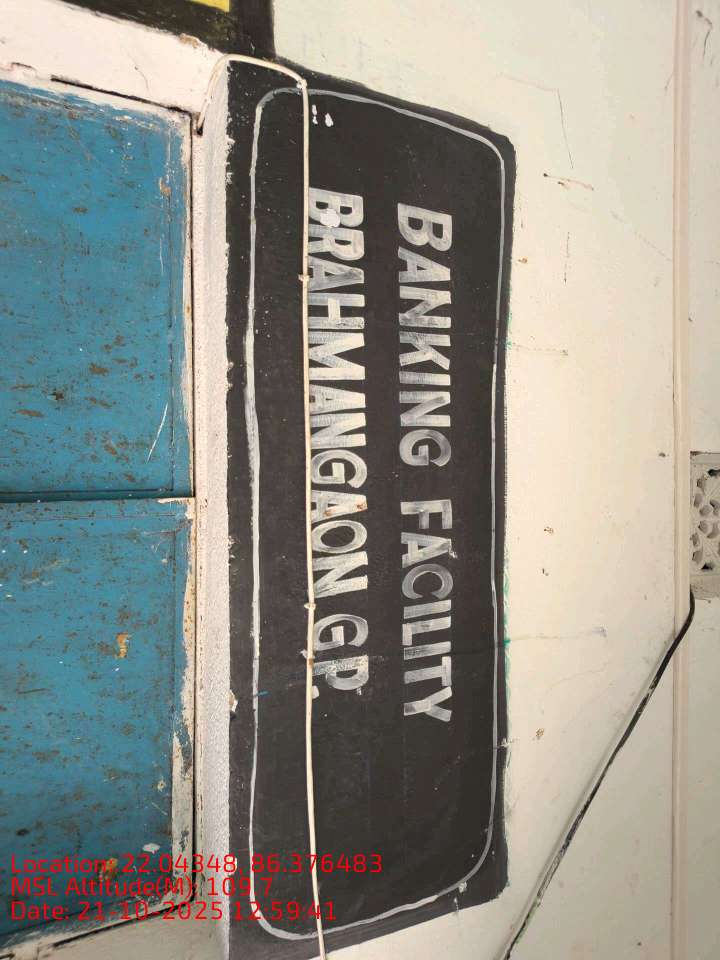 BANKING FACILITY
BRAHMANGAON GP.
Location: 22.04348, 86.376483
MSL Altitude(M): 109.7
Date: 21-10-2025 12:59:41